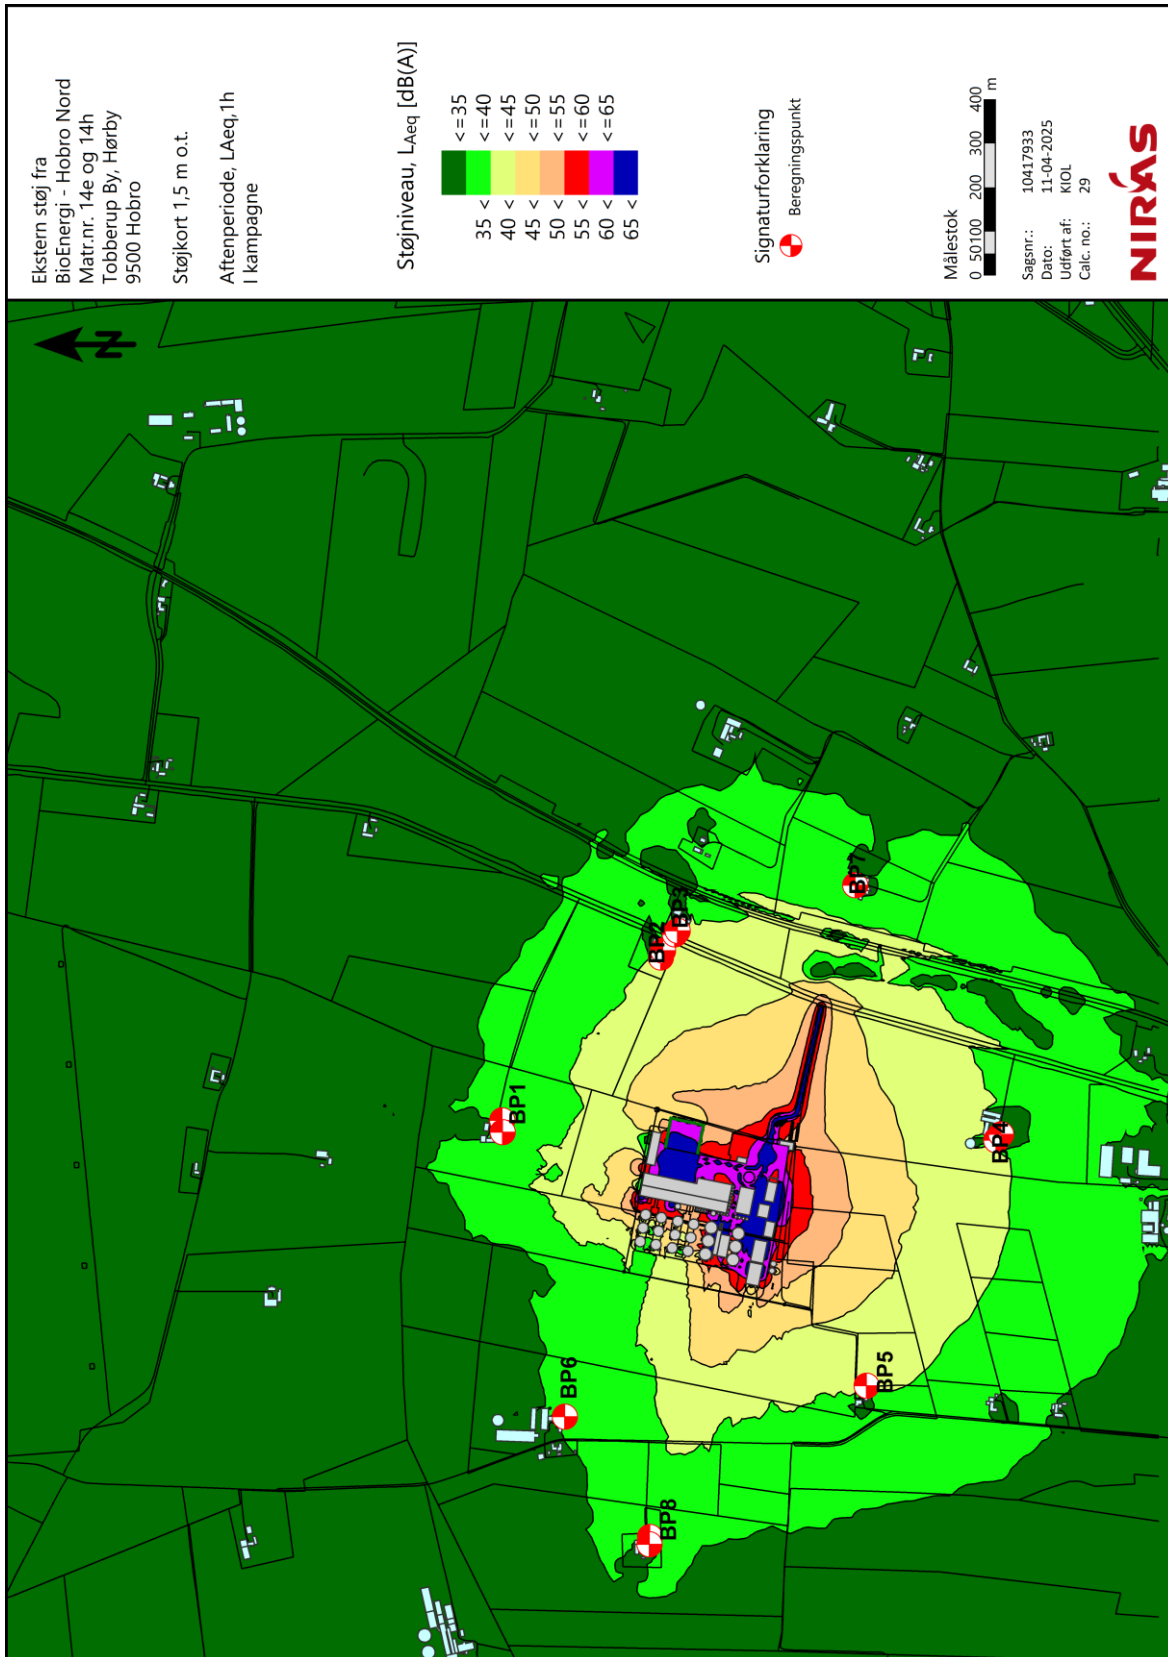 Ekstern støj fra
BioEnergi - Hobro Nord
Matr.nr. 14e og 14h
Tobberup By, Hørby
9500 Hobro
Støjkort 1,5 m o.t.
Aftenperiode, LAeq,1h
I kampagne
Støjniveau, LAeq [dB(A)]
<=35
35 < <=40
40 < <=45
45 < <=50
50 < <=55
55 < <=60
60 < <=65
65 <
Signaturforklaring
Beregningspunkt
Målestok
0 50 100 200 300 400
m
Sagsnr.: 10417933
Dato: 11-04-2025
Udført af: KIOL
Calc. no.: 29
NIRÁS
N
BP1
BP2
BP3
BP4
BP5
BP6
BP7
BP8